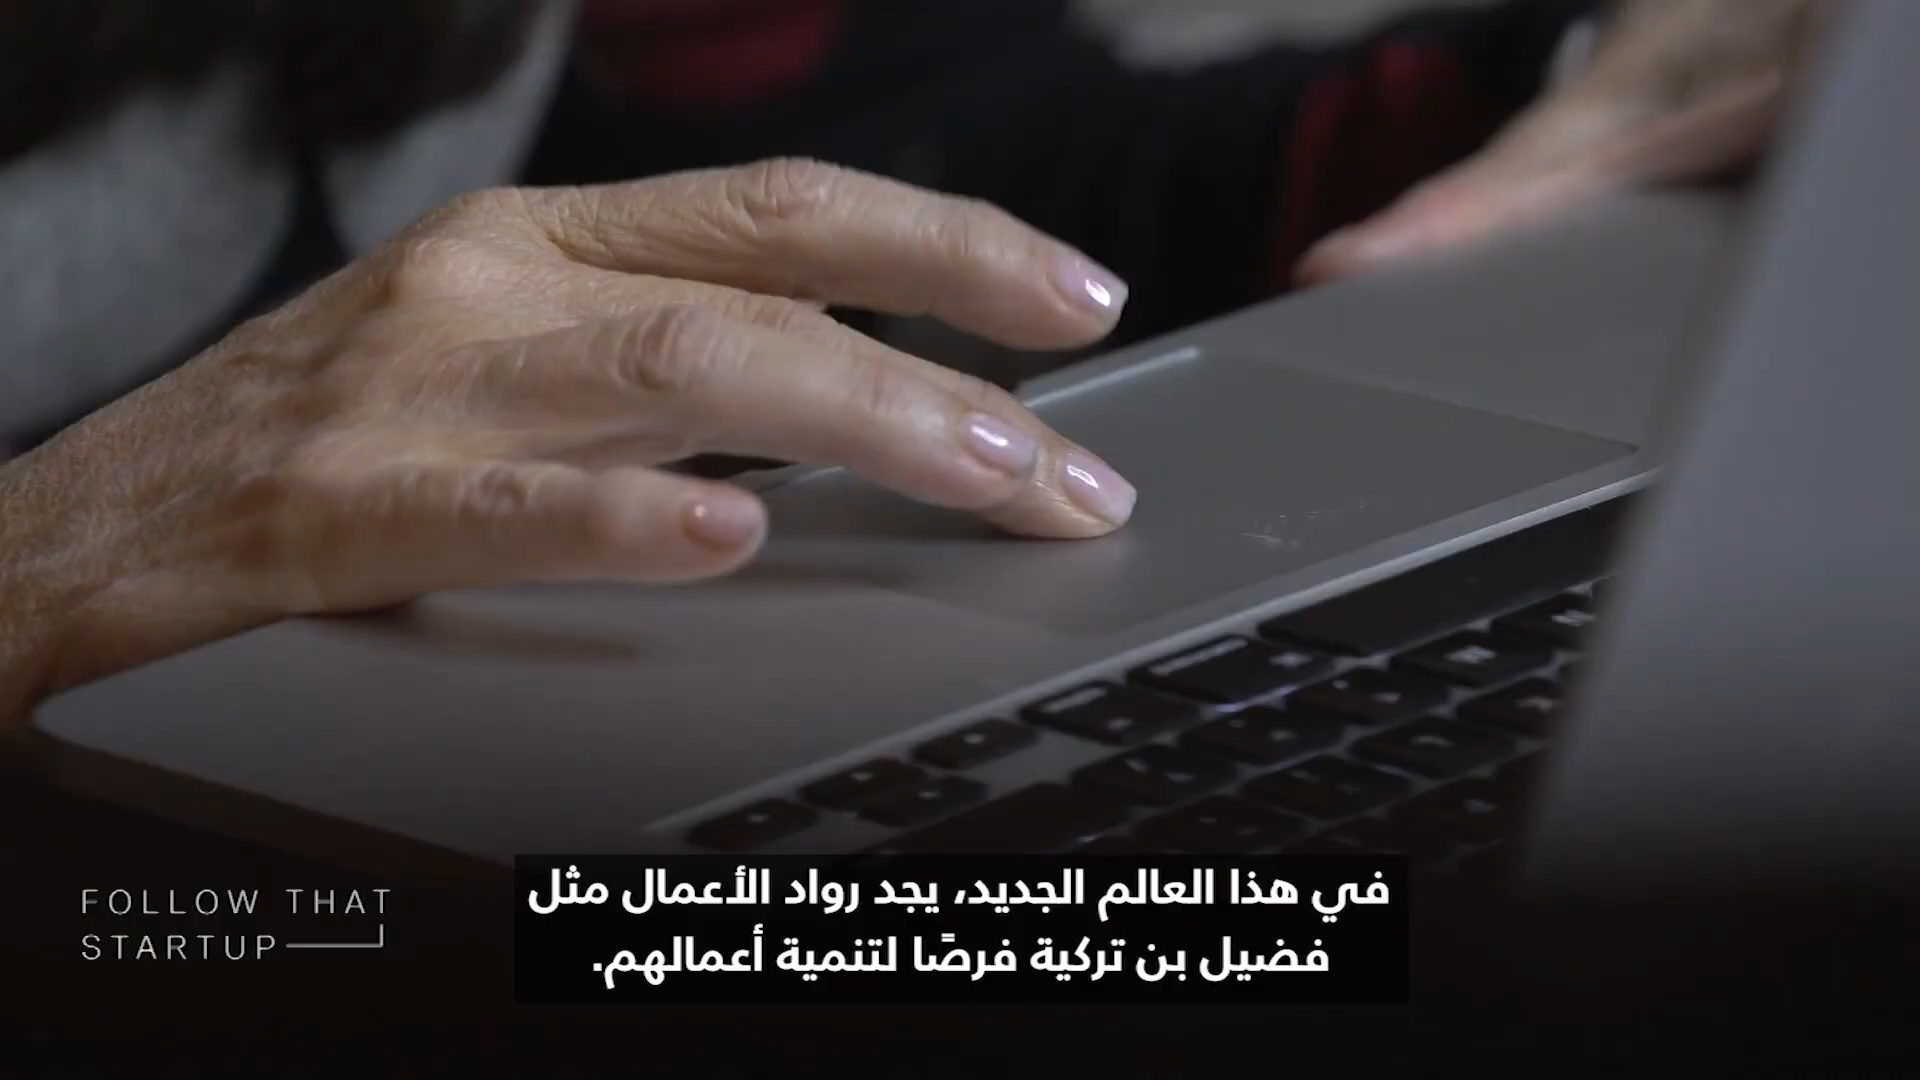 في هذا العالم الجديد، يجد رواد الأعمال مثل
فضيل بن تركية فرصًا لتنمية أعمالهم.
FOLLOW THAT
STARTUP